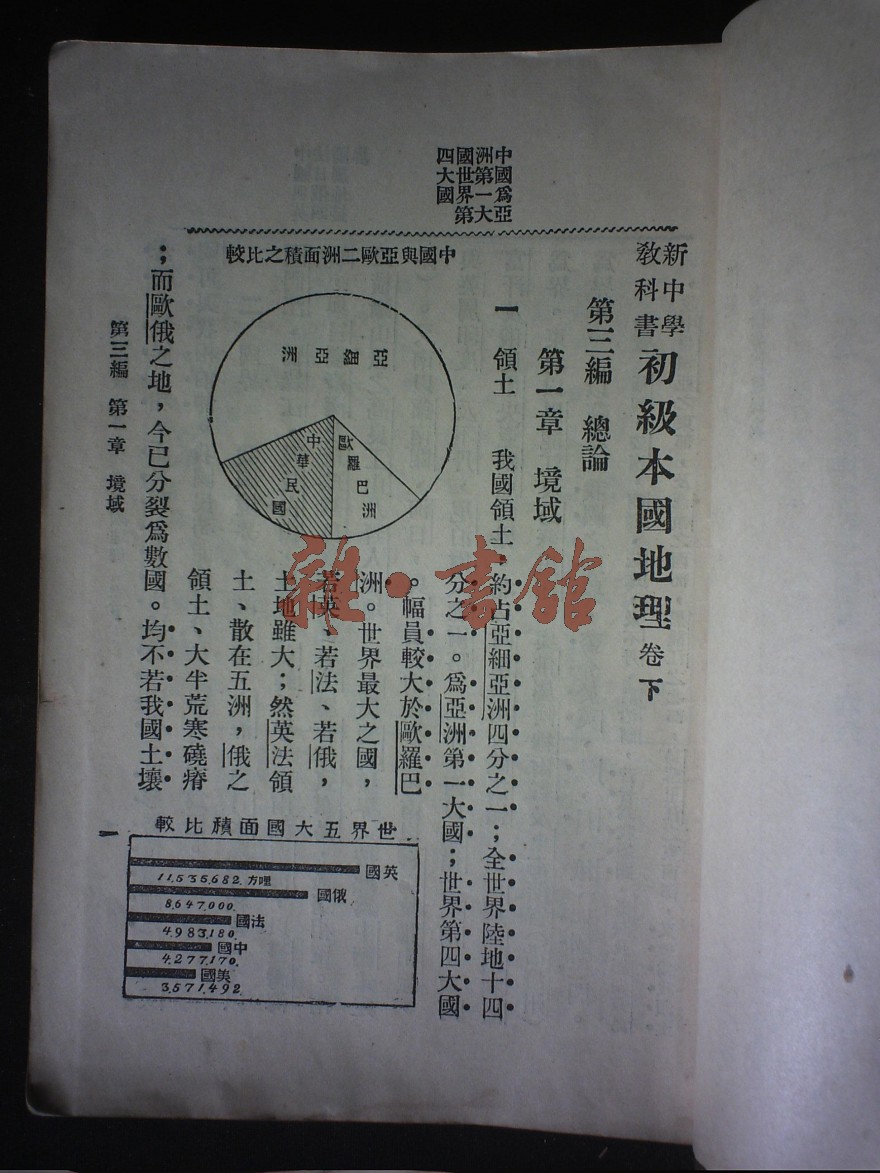 新中學
教科書
初級本國地理 卷下
第三編 總論
第一章 境域
中國爲亞
洲第一大
國世界第
四大國
一 領土 我國領土
約占亞細亞洲四分之一；全世界陸地十四
分之一。爲亞洲第一大國；世界第四大國
。幅員較大於歐羅巴
洲。世界最大之國，
若英、若法、若俄，
土地雖大；然英法領
土、散在五洲，俄之
領土、大半荒寒磽瘠
；而歐俄之地，今已分裂爲數國。均不若我國土壤
中國與亞歐二洲面積之比較
亞細亞洲
歐羅巴洲
中華民國
世界五大國面積比較
英國
11,535,682. 方哩
俄國
8,647,000.
法國
4,983,180.
中國
4,277,170.
美國
3,571,492
第三編 第一章 境域
一
雜·書館